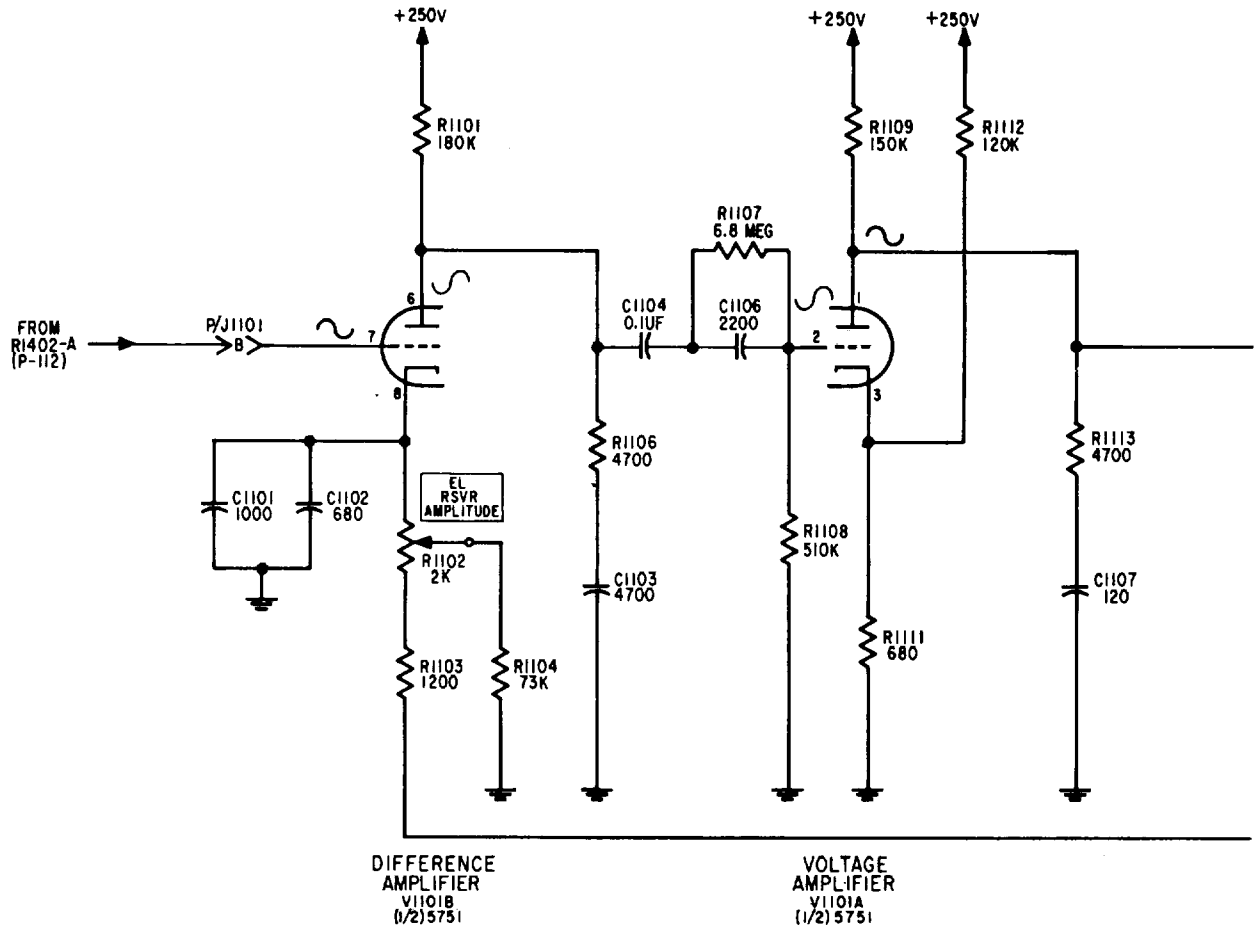 +250V
+250V
+250V
R1101
180K
R1109
150K
R1112
120K
R1107
6.8 MEG
6
1
C1104
0.1UF
C1106
2200
FROM
R1402-A
(P-112)
P/J1101
B
7
2
8
3
C1101
1000
C1102
680
EL
RSVR
AMPLITUDE
R1106
4700
R1113
4700
R1102
2K
R1108
510K
C1103
4700
C1107
120
R1103
1200
R1104
73K
R1111
680
DIFFERENCE
AMPLIFIER
V1101B
(1/2) 5751
VOLTAGE
AMPLIFIER
V1101A
(1/2) 5751